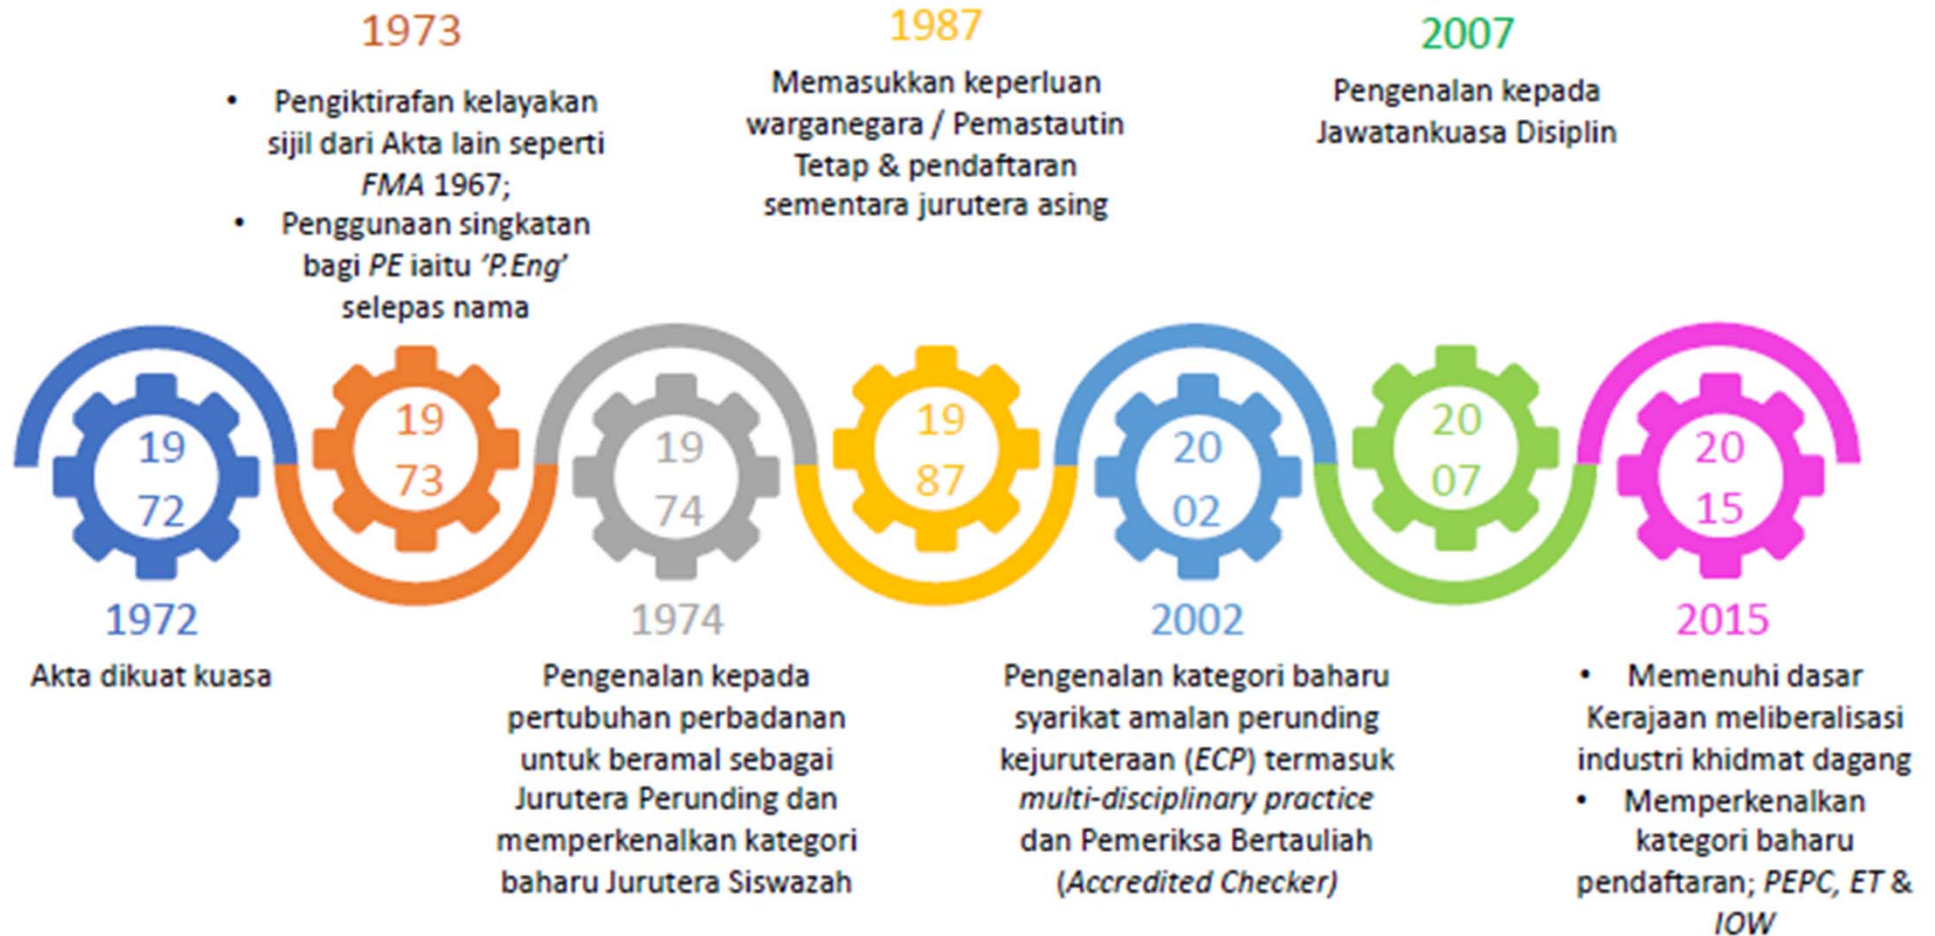 1973
• Pengiktirafan kelayakan
sijil dari Akta lain seperti
FMA 1967;
• Penggunaan singkatan
bagi PE iaitu ‘P.Eng’
selepas nama
1987
Memasukkan keperluan
warganegara / Pemastautin
Tetap & pendaftaran
sementara jurutera asing
2007
Pengenalan kepada
Jawatankuasa Disiplin
19
72
19
73
19
74
19
87
20
02
20
07
20
15
1972
Akta dikuat kuasa
1974
Pengenalan kepada
pertubuhan perbadanan
untuk beramal sebagai
Jurutera Perunding dan
memperkenalkan kategori
baharu Jurutera Siswazah
2002
Pengenalan kategori baharu
syarikat amalan perunding
kejuruteraan (ECP) termasuk
multi-disciplinary practice
dan Pemeriksa Bertauliah
(Accredited Checker)
2015
• Memenuhi dasar
Kerajaan meliberalisasi
industri khidmat dagang
• Memperkenalkan
kategori baharu
pendaftaran; PEPC, ET &
IOW